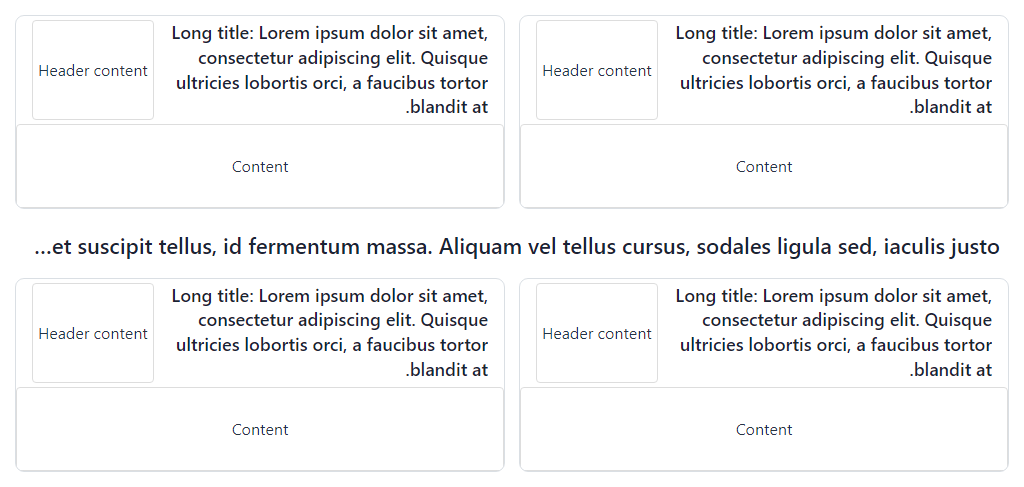 Header content
Long title: Lorem ipsum dolor sit amet,
consectetur adipiscing elit. Quisque
ultricies lobortis orci, a faucibus tortor
.blandit at
Content
Header content
Long title: Lorem ipsum dolor sit amet,
consectetur adipiscing elit. Quisque
ultricies lobortis orci, a faucibus tortor
.blandit at
Content
...et suscipit tellus, id fermentum massa. Aliquam vel tellus cursus, sodales ligula sed, iaculis justo
Header content
Long title: Lorem ipsum dolor sit amet,
consectetur adipiscing elit. Quisque
ultricies lobortis orci, a faucibus tortor
.blandit at
Content
Header content
Long title: Lorem ipsum dolor sit amet,
consectetur adipiscing elit. Quisque
ultricies lobortis orci, a faucibus tortor
.blandit at
Content